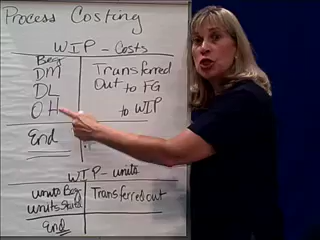 Process Costing
WIP - Costs
Beg
DM
DL
OH
End
Transferred
Out to FG
to WIP
WIP - units
units Beg
units Start
End
Transferred out